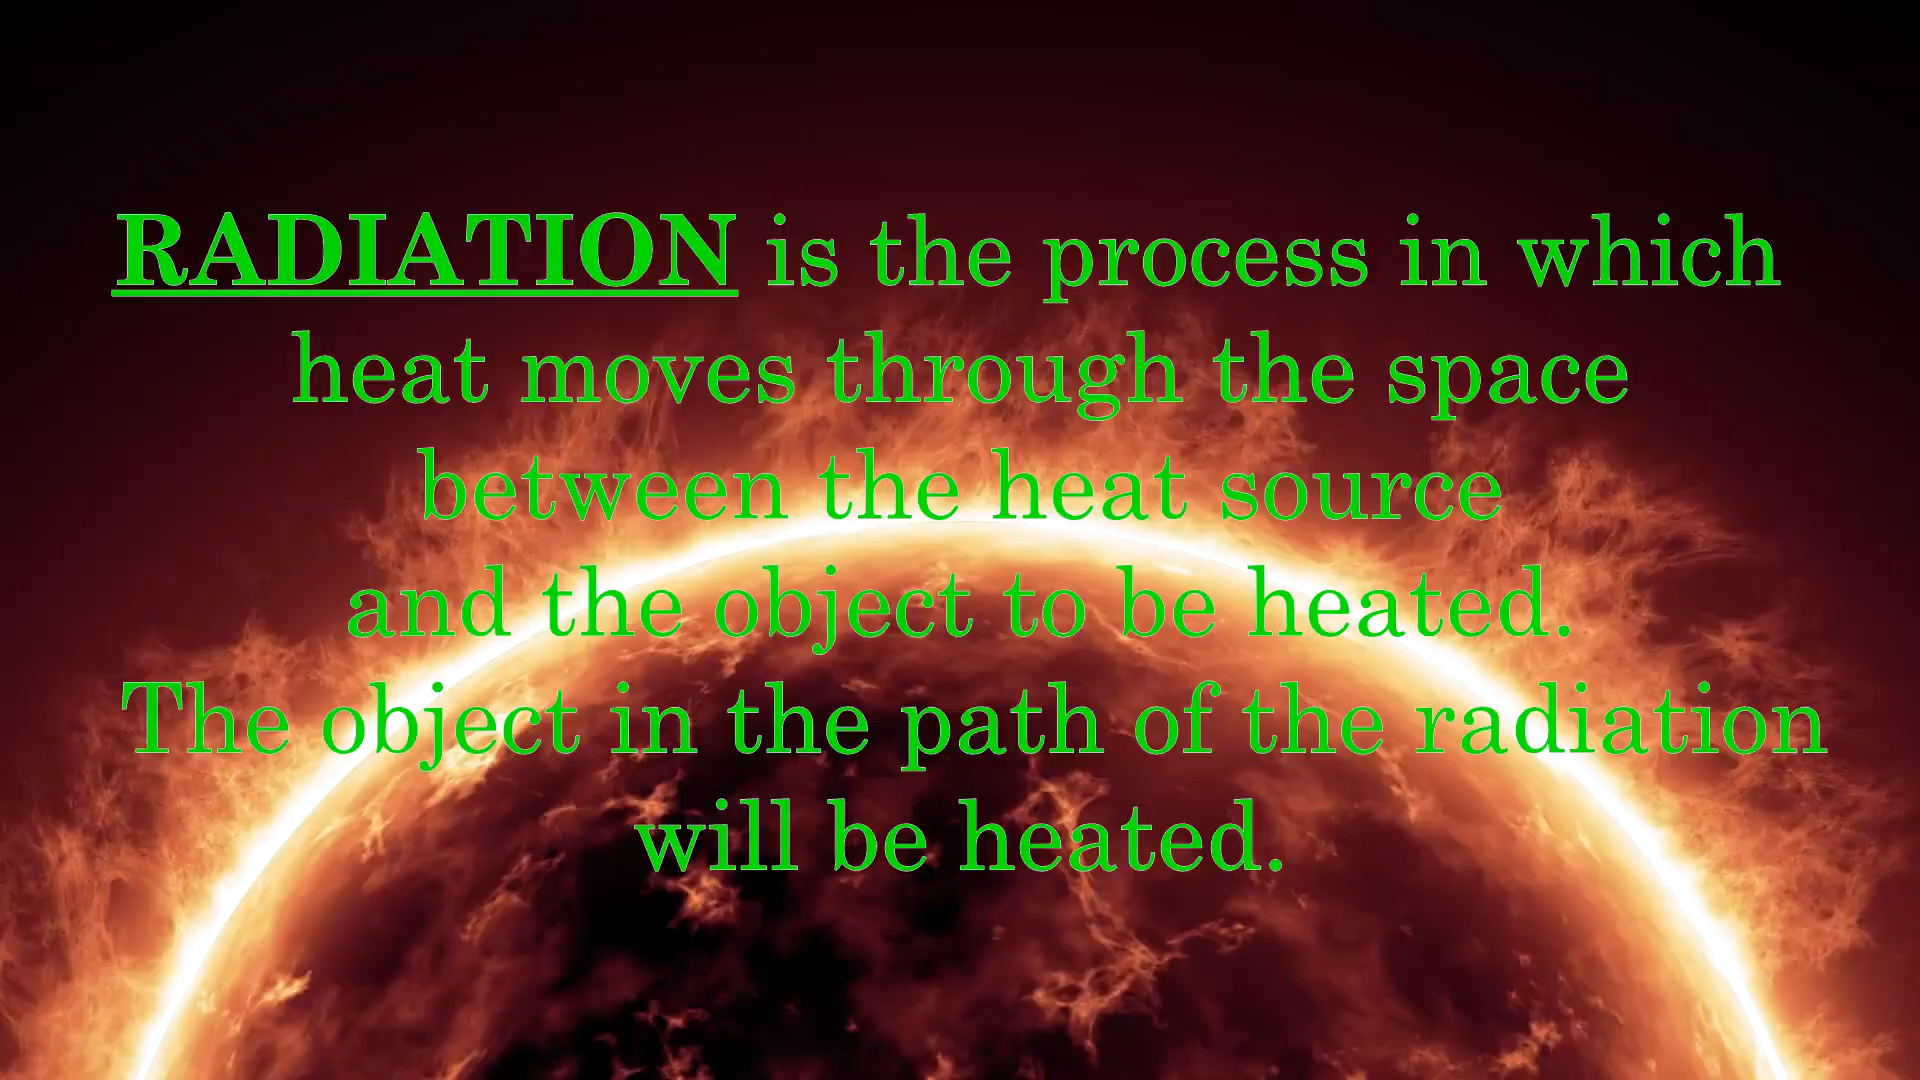 RADIATION is the process in which
heat moves through the space
between the heat source
and the object to be heated.
The object in the path of the radiation
will be heated.